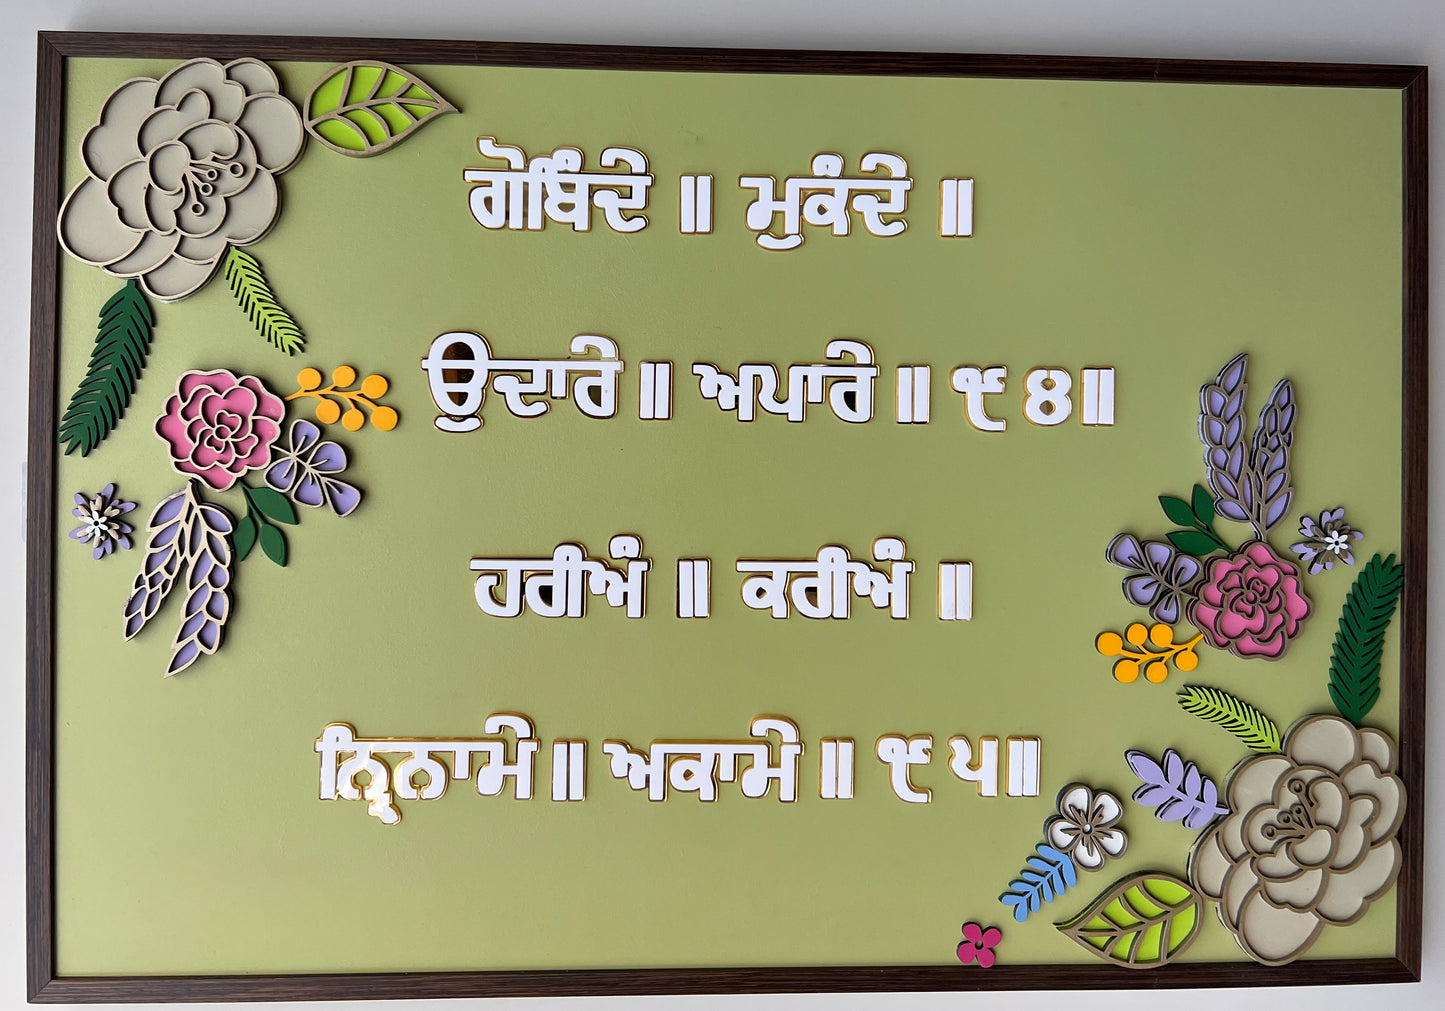 ਗੋਬਿੰਦੇ ॥ ਮੁਕੰਦੇ ॥
ਉਦਾਰੇ ॥ ਅਪਾਰੇ ॥ ੯੪॥
ਹਰੀਅੰ ॥ ਕਰੀਅੰ ॥
ਨ੍ਰਿਨਾਮੇ ॥ ਅਕਾਮੇ ॥ ੯੫॥